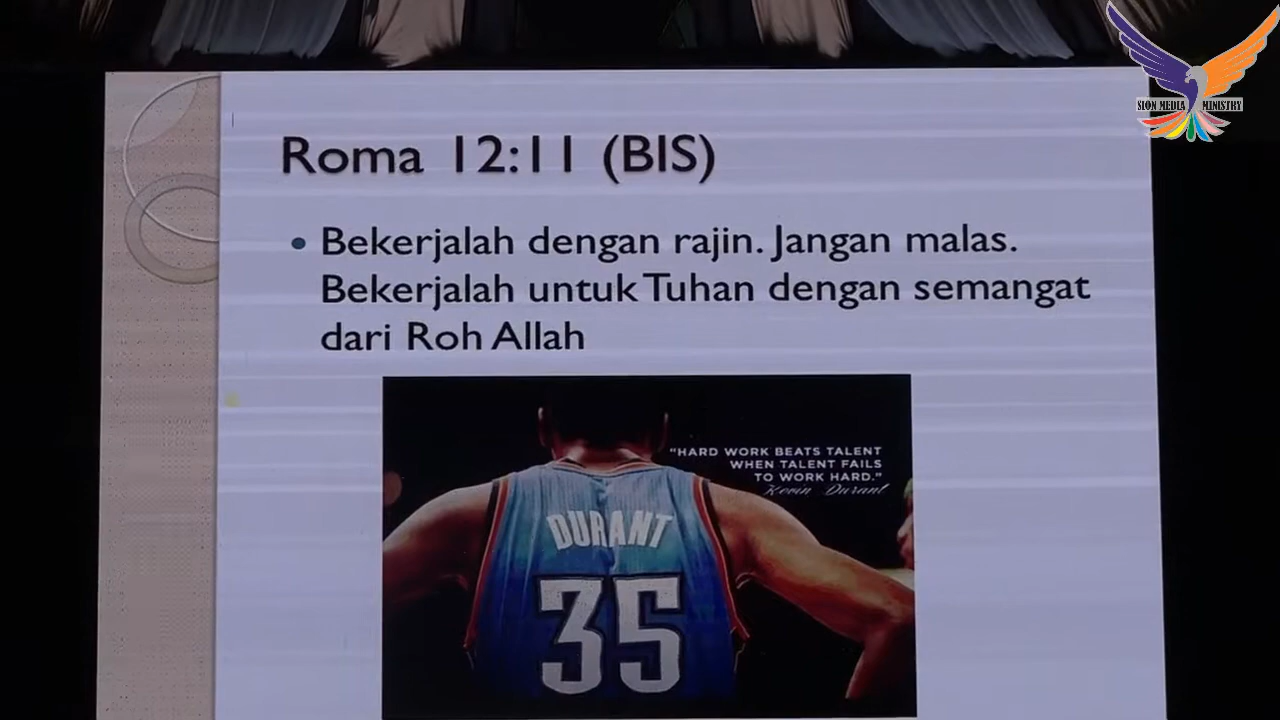 SION MEDIA MINISTRY
Roma 12:11 (BIS)
• Bekerjalah dengan rajin. Jangan malas.
Bekerjalah untuk Tuhan dengan semangat
dari Roh Allah
"HARD WORK BEATS TALENT
WHEN TALENT FAILS
TO WORK HARD."
Kevin Durant
DURANT
35